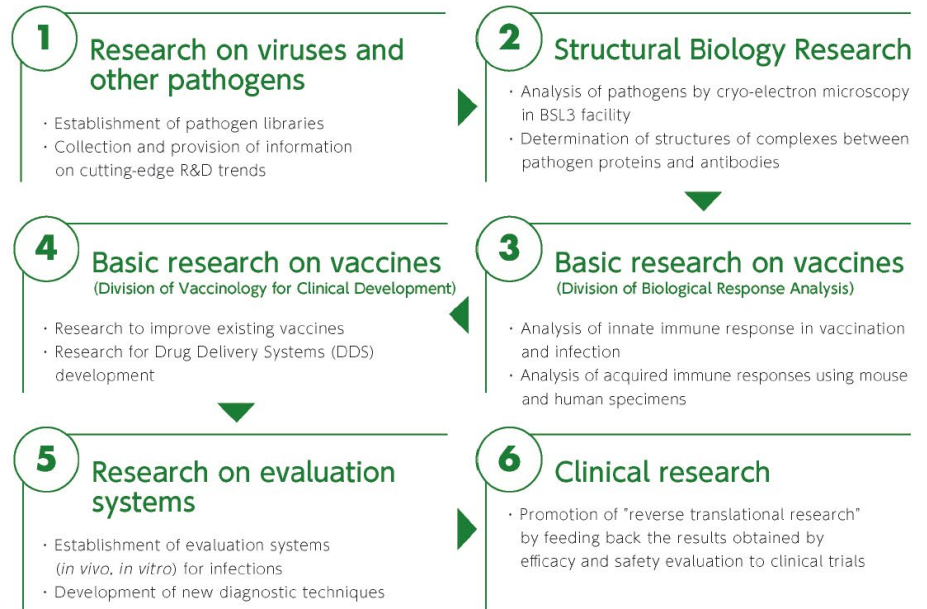 1
Research on viruses and
other pathogens
・Establishment of pathogen libraries
・Collection and provision of information
on cutting-edge R&D trends
2
Structural Biology Research
・Analysis of pathogens by cryo-electron microscopy
in BSL3 facility
・Determination of structures of complexes between
pathogen proteins and antibodies
3
Basic research on vaccines
(Division of Biological Response Analysis)
・Analysis of innate immune response in vaccination
and infection
・Analysis of acquired immune responses using mouse
and human specimens
4
Basic research on vaccines
(Division of Vaccinology for Clinical Development)
・Research to improve existing vaccines
・Research for Drug Delivery Systems (DDS)
development
5
Research on evaluation
systems
・Establishment of evaluation systems
(in vivo, in vitro) for infections
・Development of new diagnostic techniques
6
Clinical research
・Promotion of "reverse translational research"
by feeding back the results obtained by
efficacy and safety evaluation to clinical trials